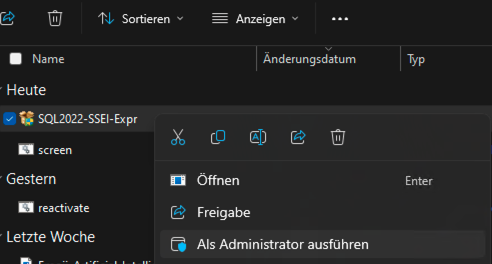 Sortieren Anzeigen
Name Änderungsdatum Typ
Heute
SQL2022-SSEI-Expr
screen
Öffnen Enter
Gestern
reactivate
Freigabe
Letzte Woche
Als Administrator ausführen